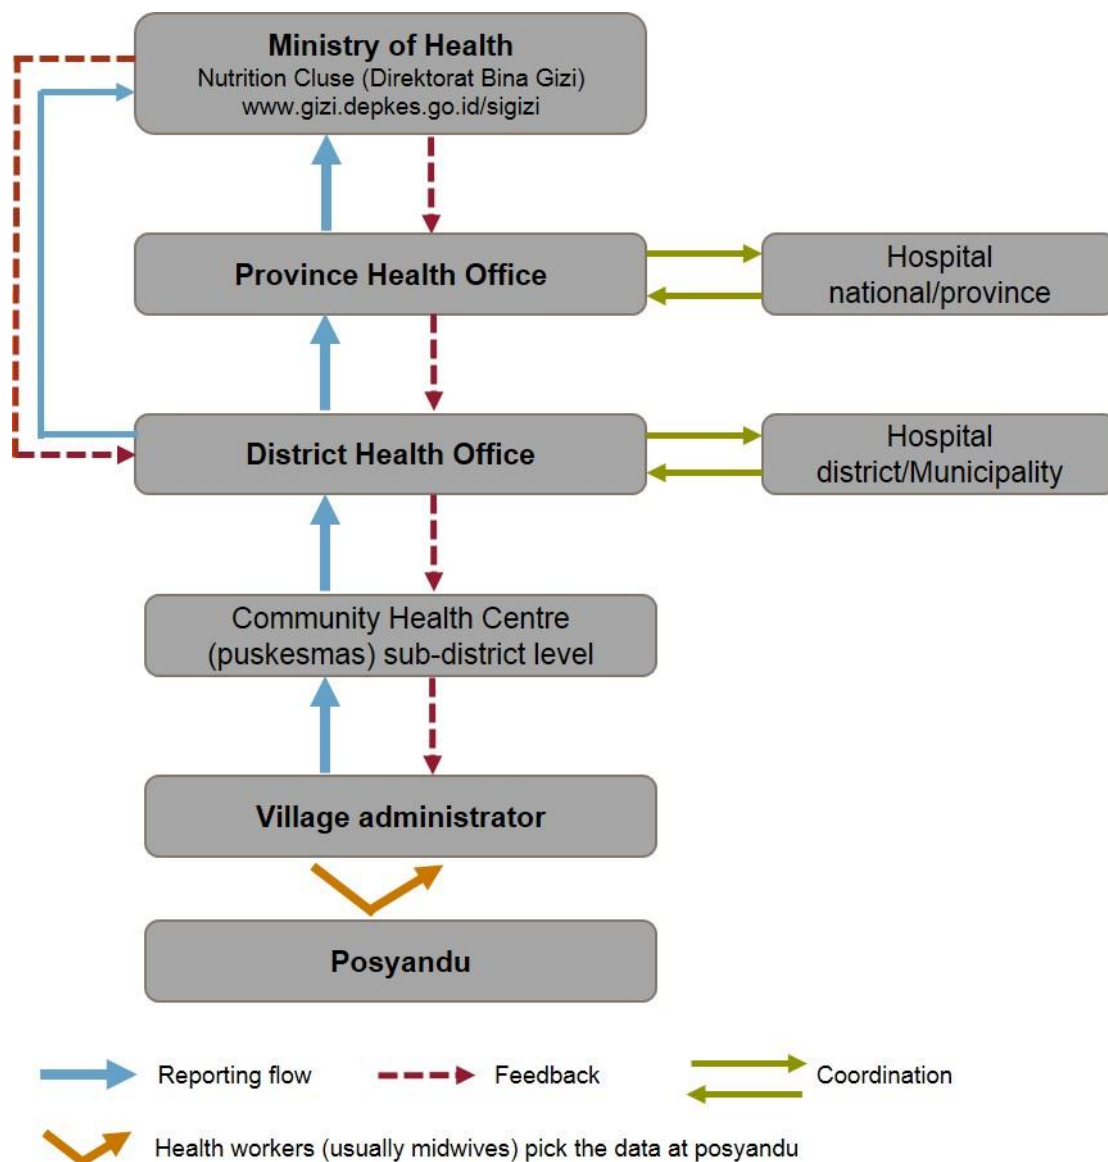 Ministry of Health
Nutrition Cluse (Direktorat Bina Gizi)
www.gizi.depkes.go.id/sigizi
Province Health Office
Hospital
national/province
District Health Office
Hospital
district/Municipality
Community Health Centre
(puskesmas) sub-district level
Village administrator
Posyandu
Reporting flow
Feedback
Coordination
Health workers (usually midwives) pick the data at posyandu